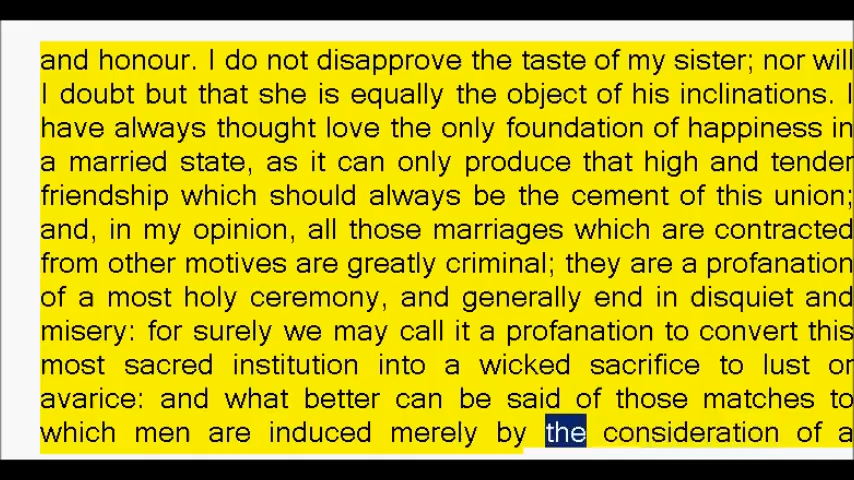 and honour. I do not disapprove the taste of my sister; nor will
I doubt but that she is equally the object of his inclinations. I
have always thought love the only foundation of happiness in
a married state, as it can only produce that high and tender
friendship which should always be the cement of this union;
and, in my opinion, all those marriages which are contracted
from other motives are greatly criminal; they are a profanation
of a most holy ceremony, and generally end in disquiet and
misery: for surely we may call it a profanation to convert this
most sacred institution into a wicked sacrifice to lust or
avarice: and what better can be said of those matches to
which men are induced merely by the consideration of a